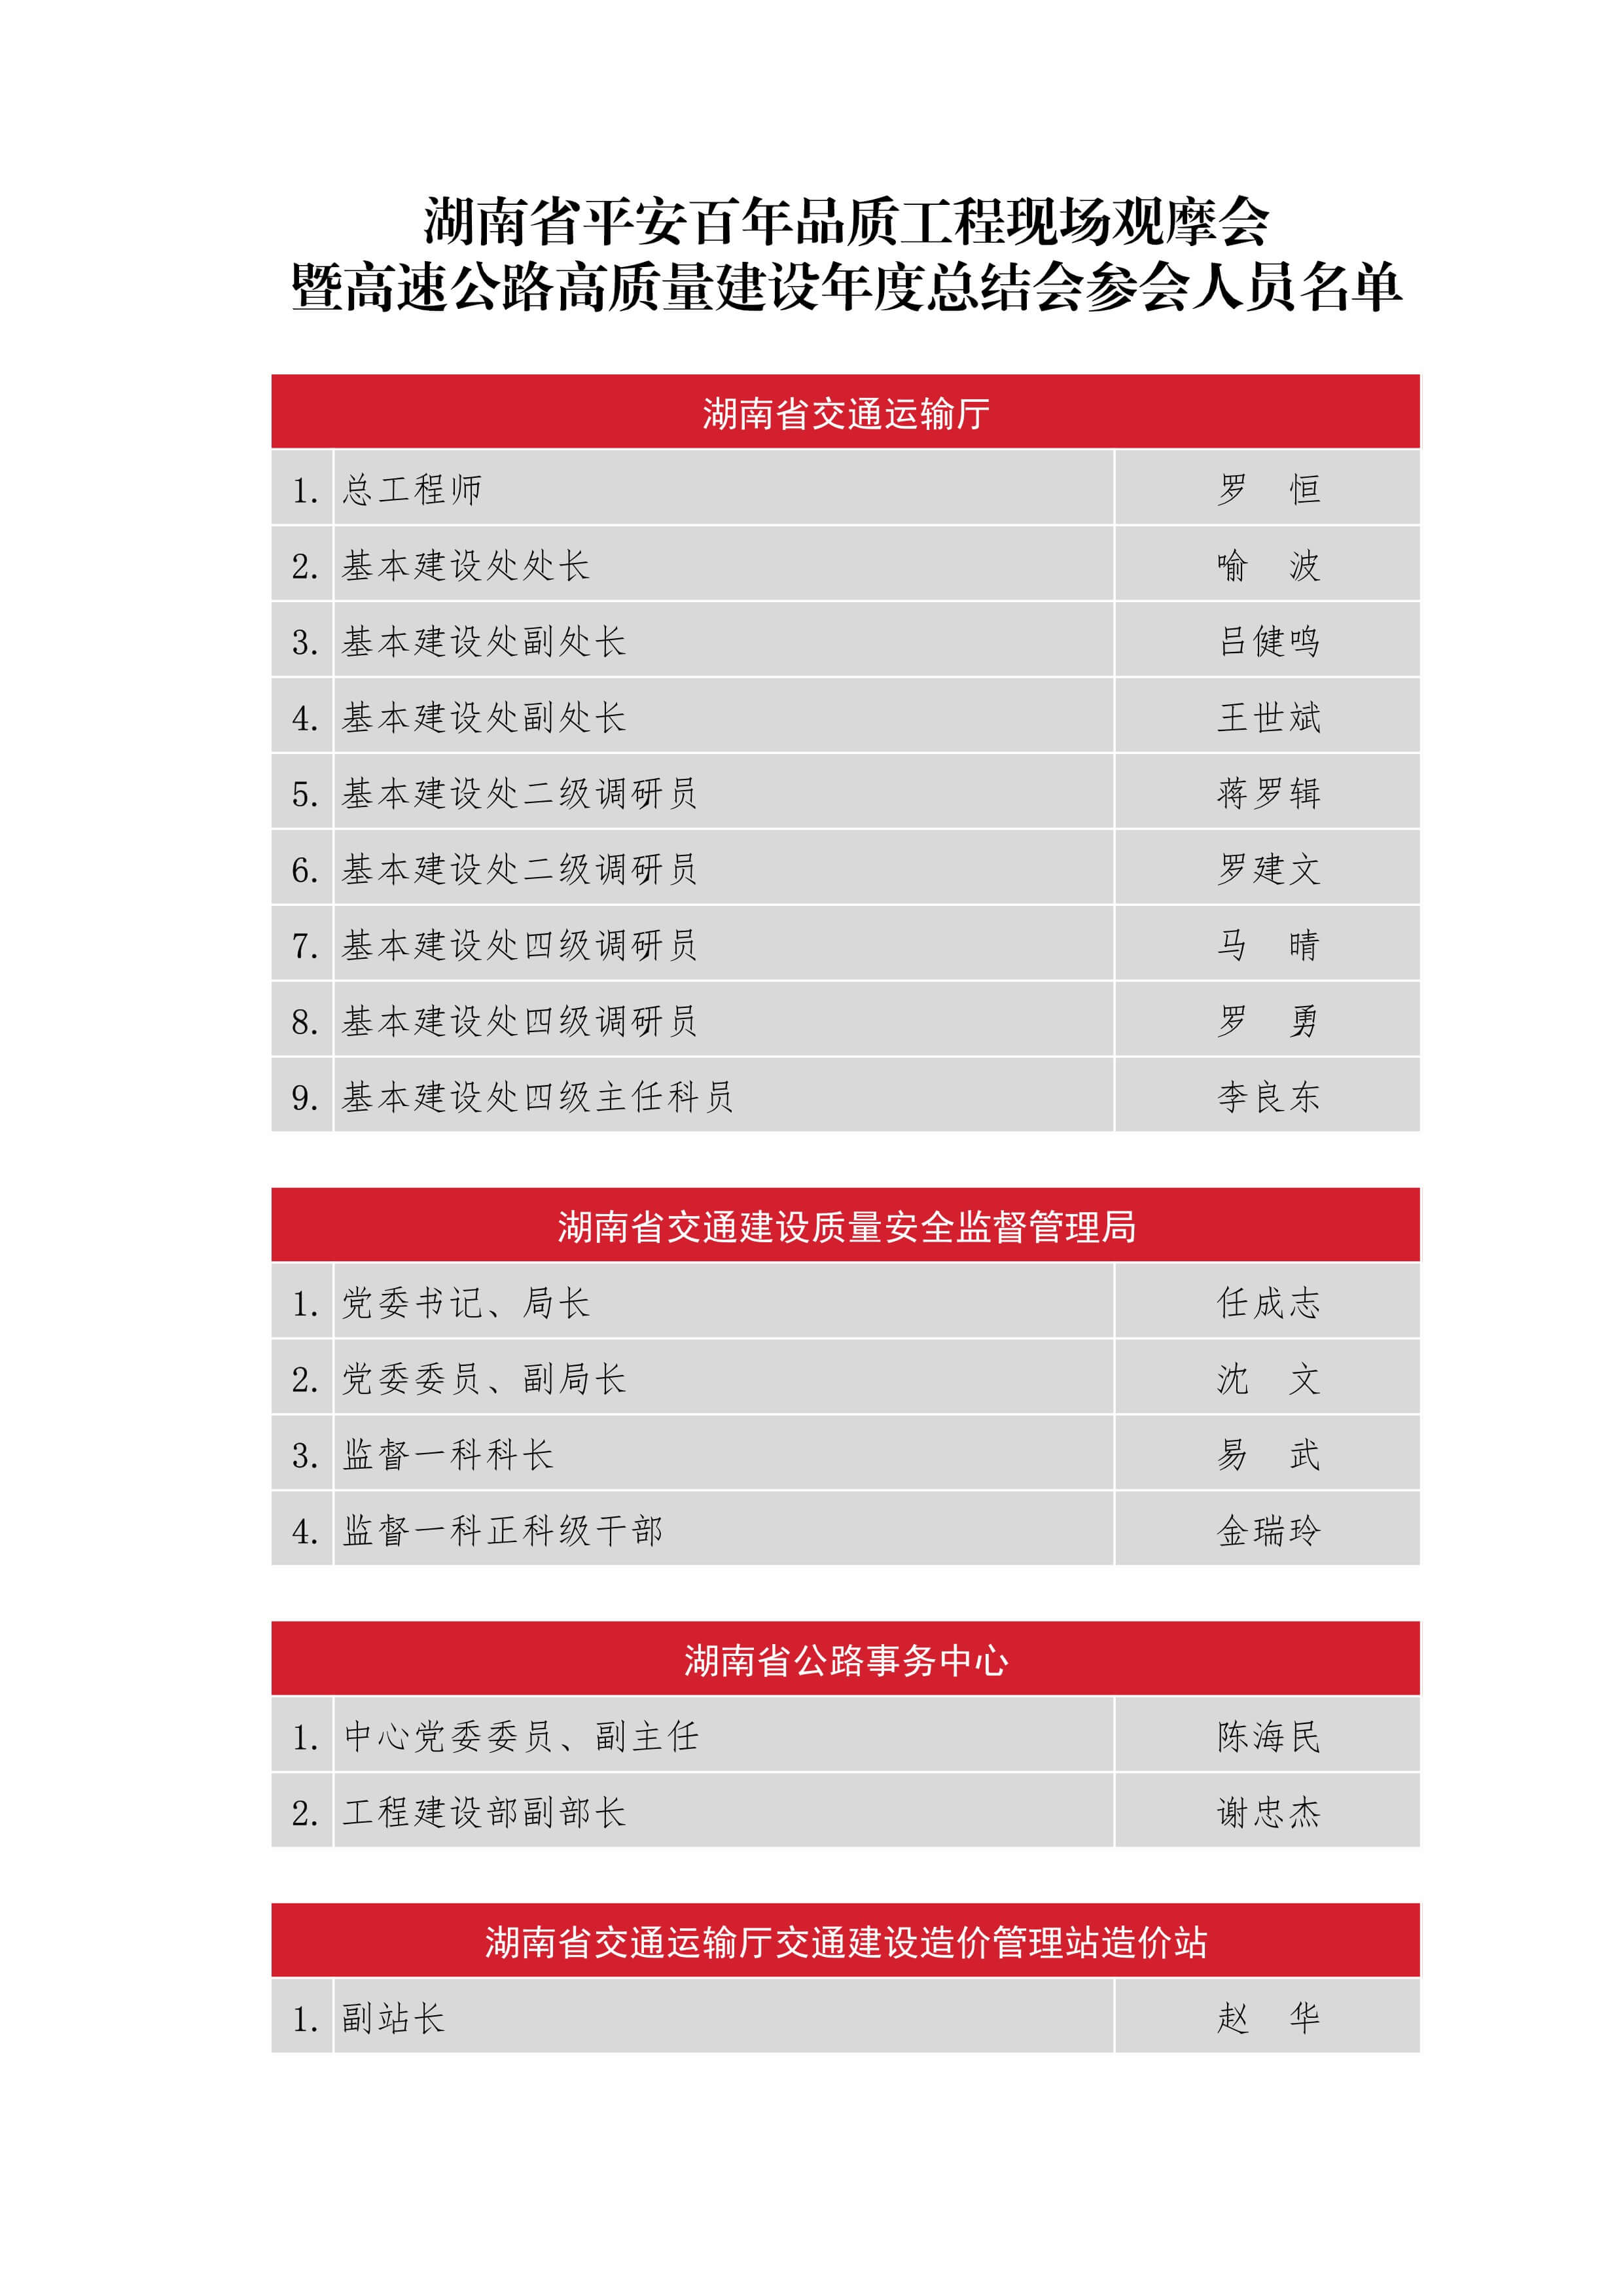 湖南省平安百年品质工程现场观摩会
暨高速公路高质量建设年度总结会参会人员名单
湖南省交通运输厅
1. 总工程师 罗　恒
2. 基本建设处处长 喻　波
3. 基本建设处副处长 吕健鸣
4. 基本建设处副处长 王世斌
5. 基本建设处二级调研员 蒋罗辑
6. 基本建设处二级调研员 罗建文
7. 基本建设处四级调研员 马　晴
8. 基本建设处四级调研员 罗　勇
9. 基本建设处四级主任科员 李良东
湖南省交通建设质量安全监督管理局
1. 党委书记、局长 任成志
2. 党委委员、副局长 沈　文
3. 监督一科科长 易　武
4. 监督一科正科级干部 金瑞玲
湖南省公路事务中心
1. 中心党委委员、副主任 陈海民
2. 工程建设部副部长 谢忠杰
湖南省交通运输厅交通建设造价管理站造价站
1. 副站长 赵　华